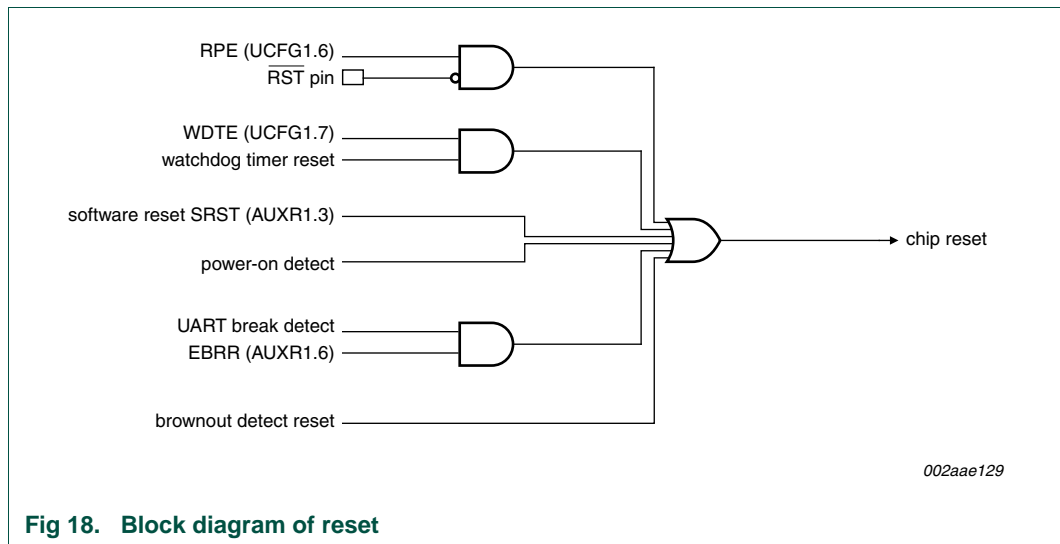 RPE (UCFG1.6)
RST pin
WDTE (UCFG1.7)
watchdog timer reset
software reset SRST (AUXR1.3)
chip reset
power-on detect
UART break detect
EBRR (AUXR1.6)
brownout detect reset
002aae129
Fig 18. Block diagram of reset